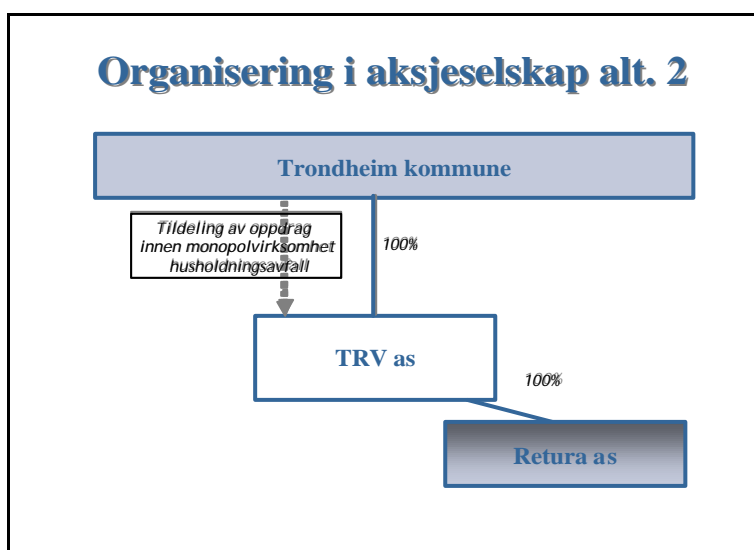 Organisering i aksjeselskap alt. 2
Trondheim kommune
Tildeling av oppdrag
innen monopolvirksomhet
husholdningsavfall
100%
TRV as
100%
Retura as